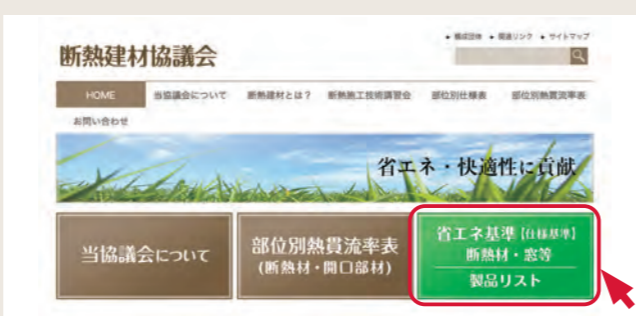 • 構成団体 • 関連リンク • サイトマップ
断熱建材協議会
HOME 当協議会について 断熱建材とは？ 断熱施工技術講習会 部位別仕様表 部位別熱貫流率表
お問い合わせ
省エネ・快適性に貢献
当協議会について
部位別熱貫流率表
(断熱材・開口部材)
省エネ基準【仕様基準】
断熱材・窓等
製品リスト